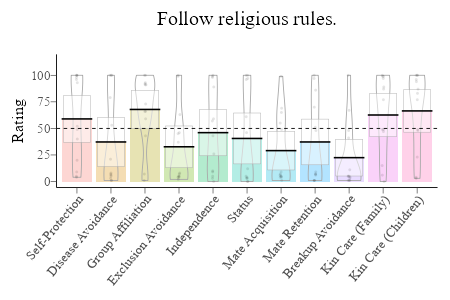 Follow religious rules.
100
75
50
25
0
Rating
Self-Protection
Disease Avoidance
Group Affiliation
Exclusion Avoidance
Independence
Status
Mate Acquisition
Mate Retention
Breakup Avoidance
Kin Care (Family)
Kin Care (Children)